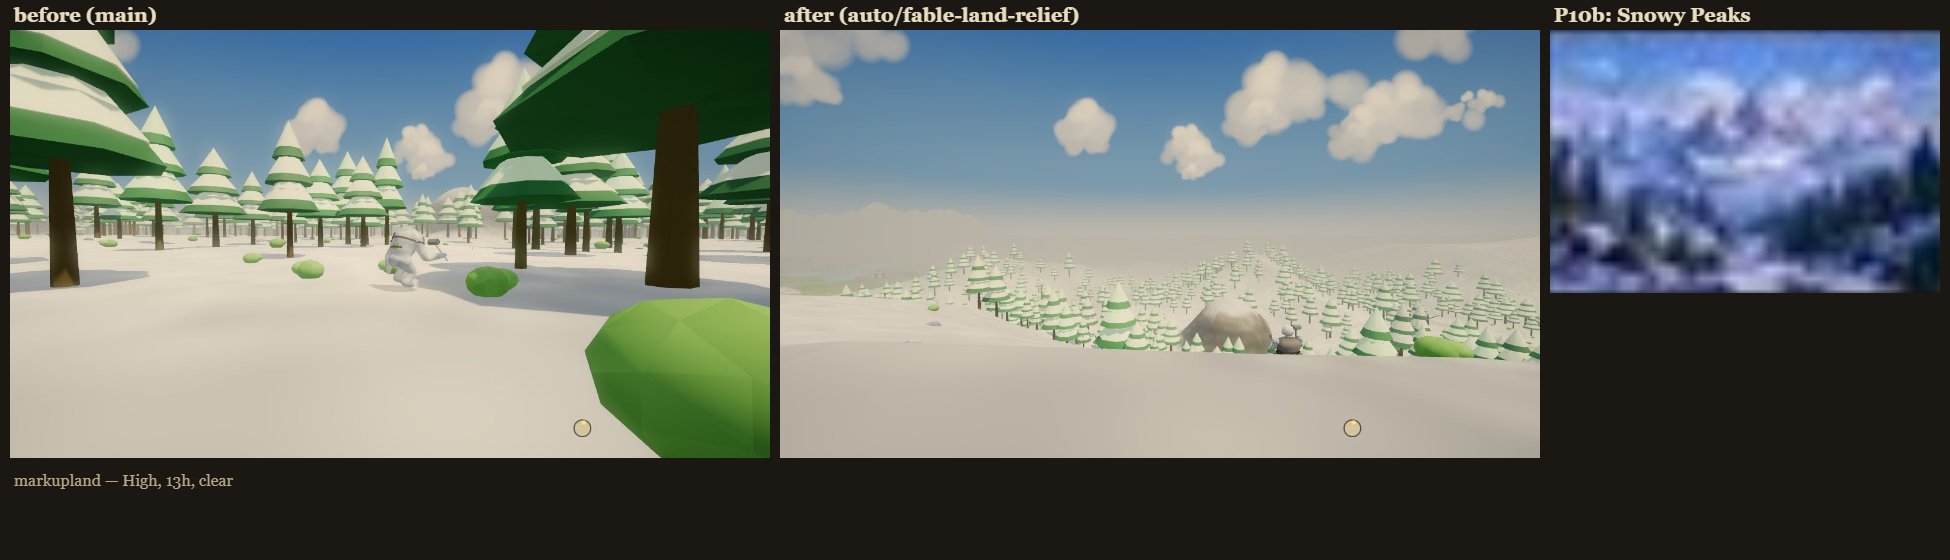 before (main)
after (auto/fable-land-relief)
P10b: Snowy Peaks
markupland — High, 13h, clear